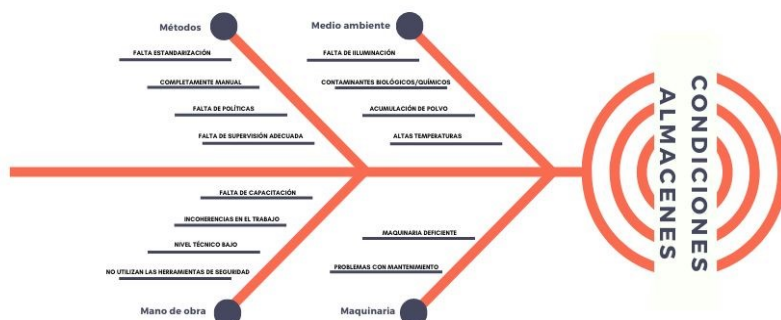 Métodos
FALTA ESTANDARIZACIÓN
COMPLETAMENTE MANUAL
FALTA DE POLÍTICAS
FALTA DE SUPERVISIÓN ADECUADA
Medio ambiente
FALTA DE IILUMINACIÓN
CONTAMINANTES BIOLÓGICOS/QUÍMICOS
ACUMULACIÓN DE POLVO
ALTAS TEMPERATURAS
FALTA DE CAPACITACIÓN
INCOHERENCIAS EN EL TRABAJO
NIVEL TÉCNICO BAJO
NO UTILIZAN LAS HERRAMIENTAS DE SEGURIDAD
Mano de obra
MAQUINARIA DEFICIENTE
PROBLEMAS CON MANTENIMIENTO
Maquinaria
CONDICIONES
ALMACENES